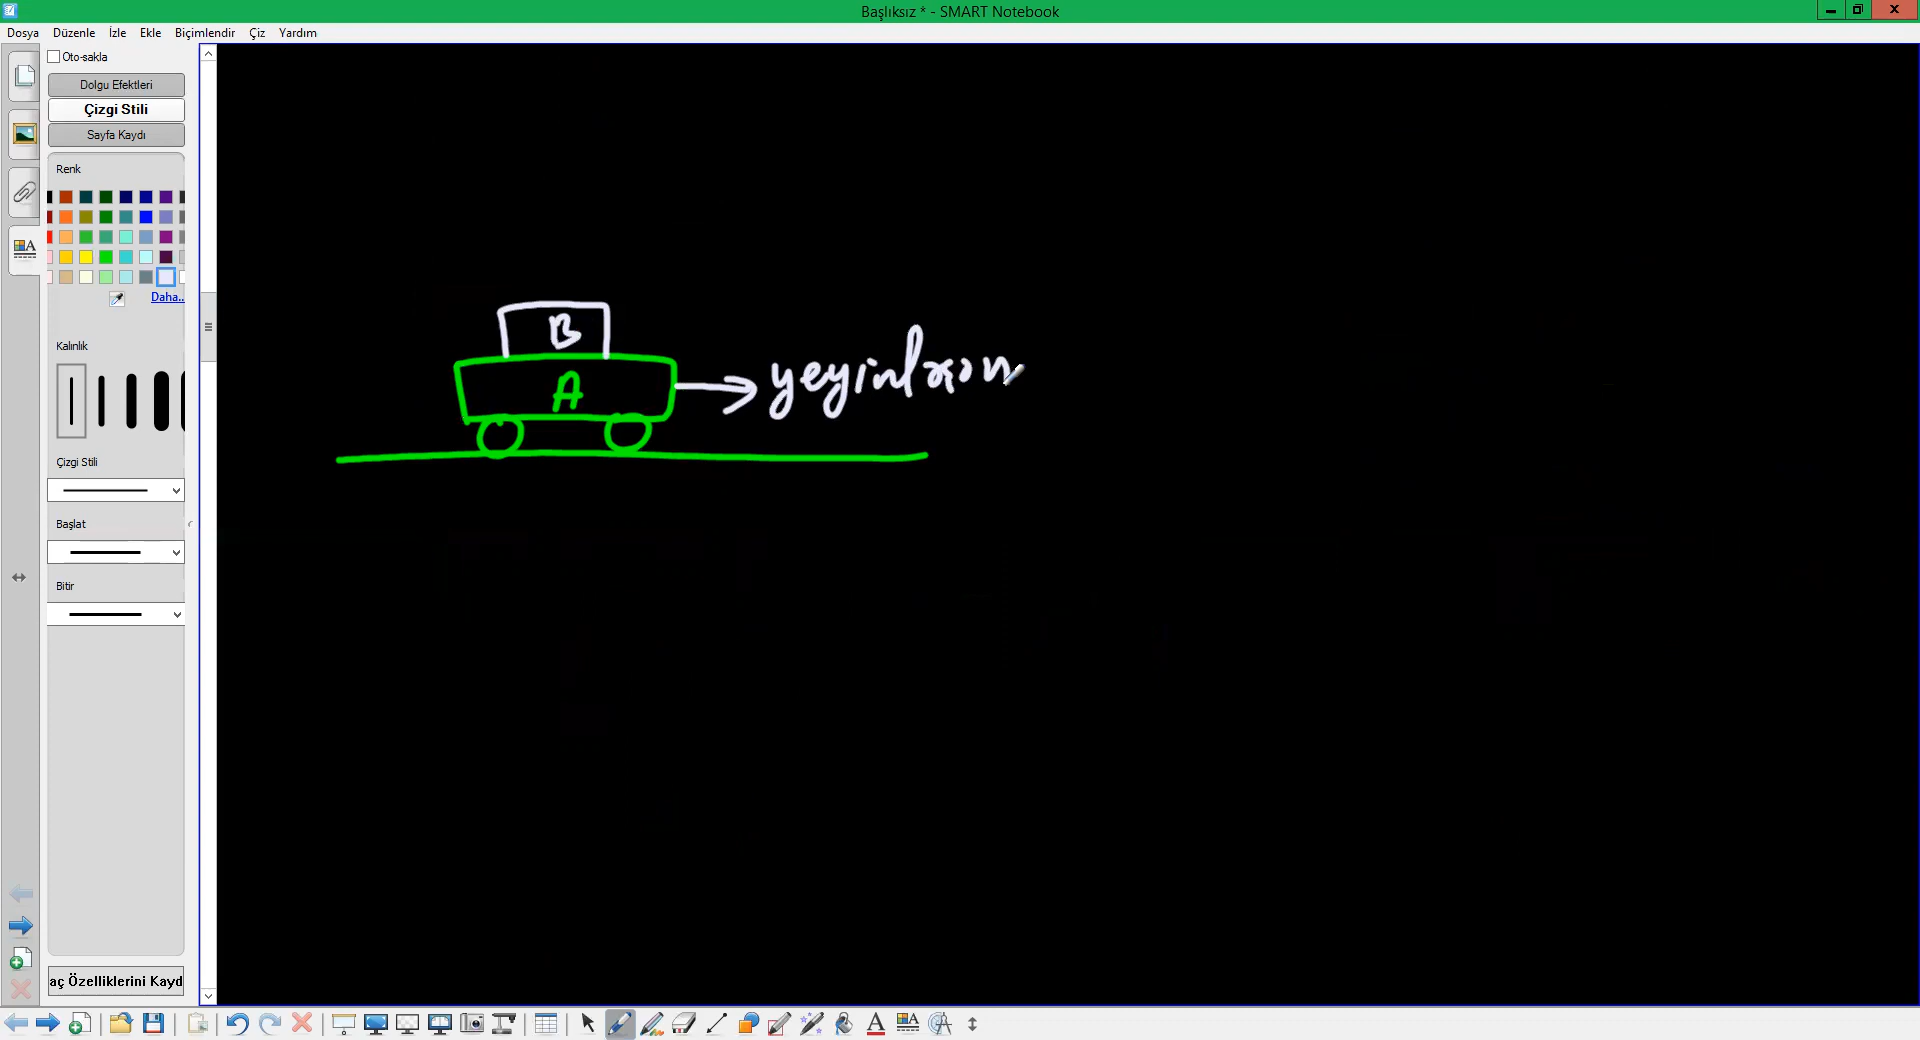 Başlıksız * - SMART Notebook
Dosya Düzenle İzle Ekle Biçimlendir Çiz Yardım
Oto-sakla
Dolgu Efektleri
Çizgi Stili
Sayfa Kaydı
Renk
Daha..
Kalınlık
Çizgi Stili
Başlat
Bitir
aç Özelliklerini Kayd
B
A